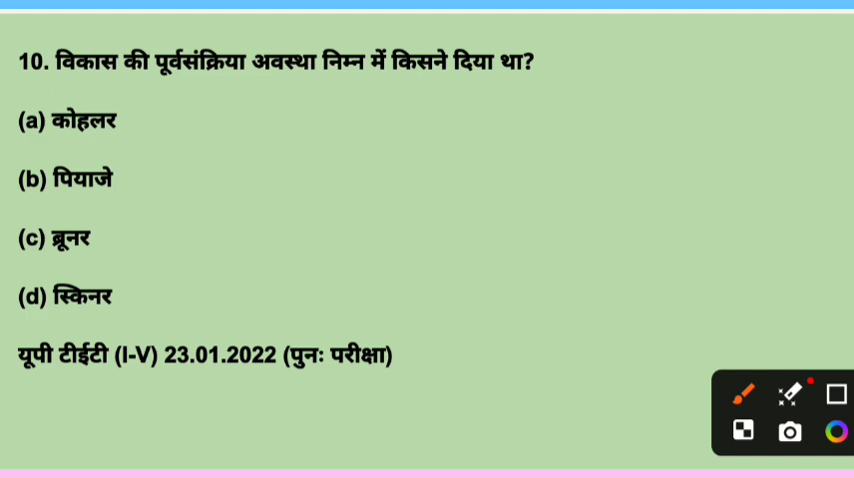 10. विकास की पूर्वसंक्रिया अवस्था निम्न में किसने दिया था?
(a) कोहलर
(b) पियाजे
(c) ब्रूनर
(d) स्किनर
यूपी टीईटी (I-V) 23.01.2022 (पुनः परीक्षा)